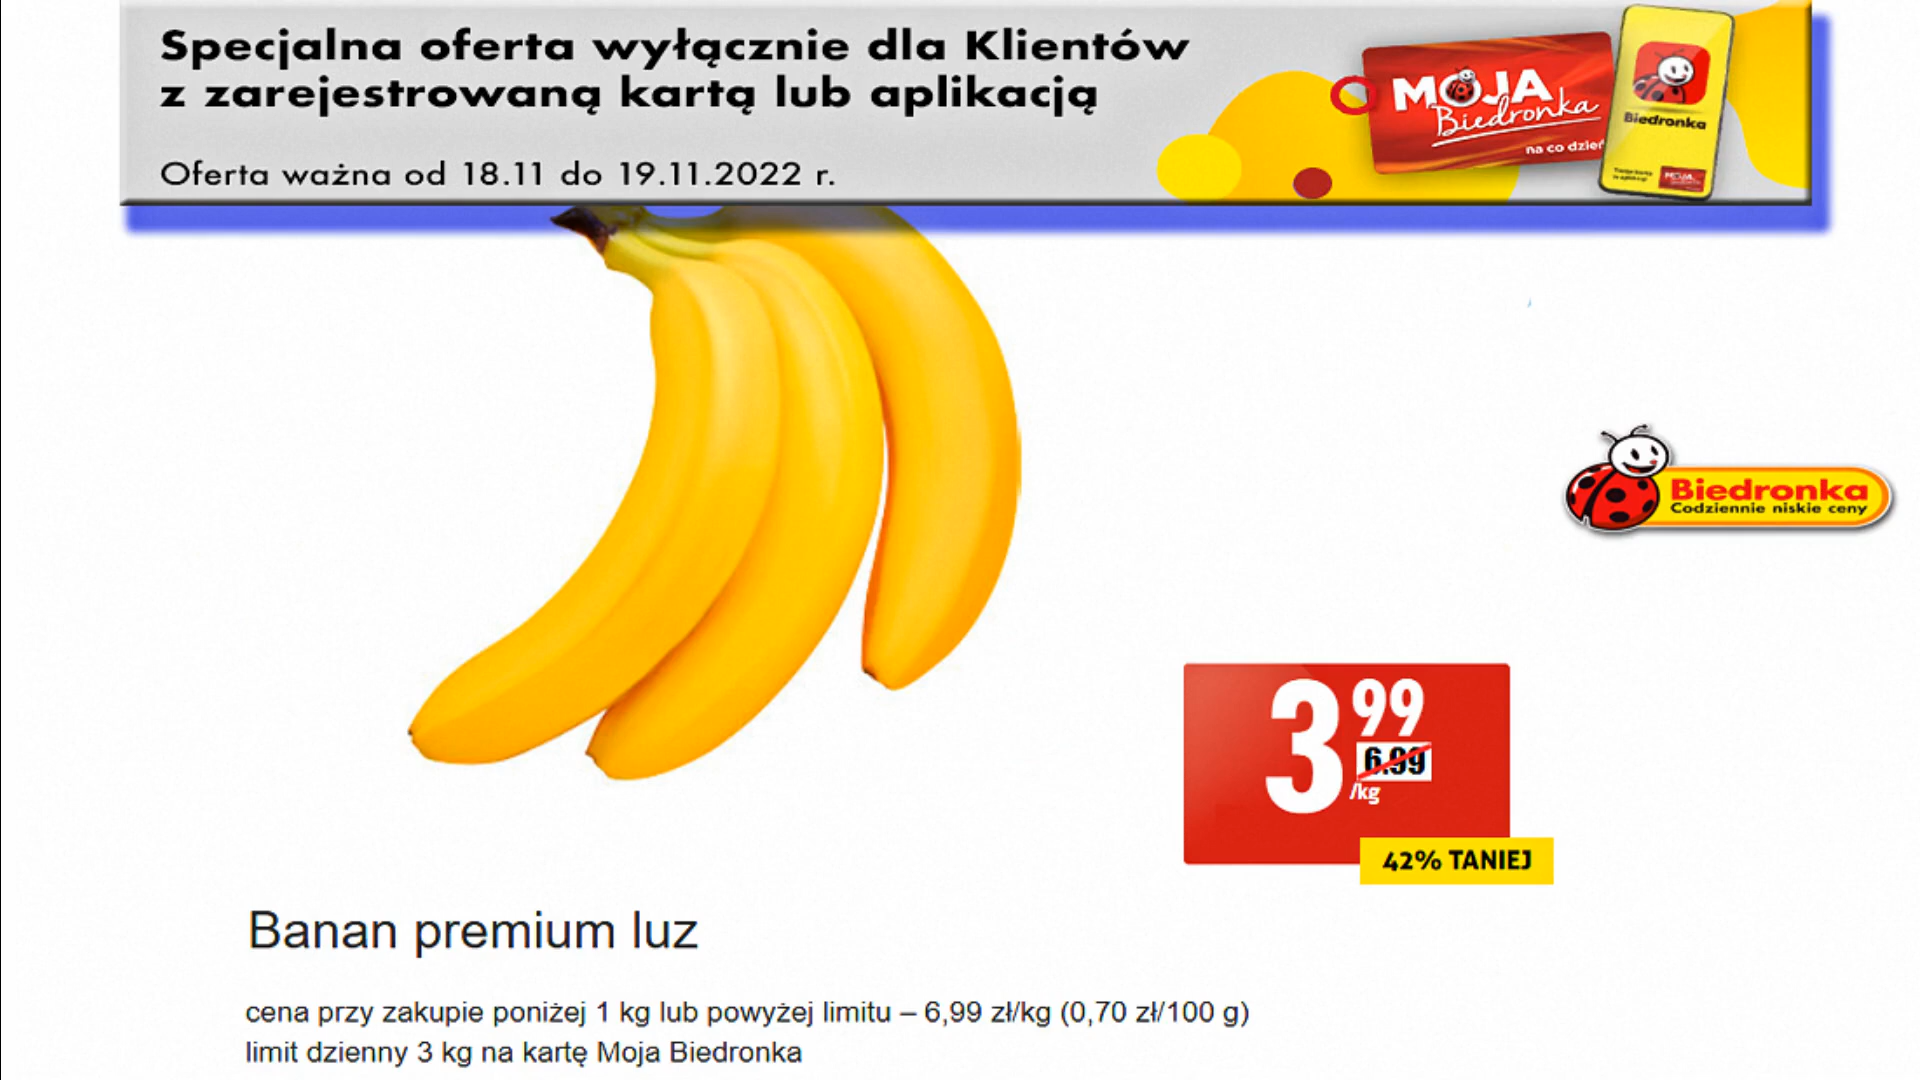 Specjalna oferta wyłącznie dla Klientów
z zarejestrowaną kartą lub aplikacją
Oferta ważna od 18.11 do 19.11.2022 r.
MOJA
Biedronka
na co dzień
Biedronka
MOJA
Biedronka
Codziennie niskie ceny
3 99
6.99
/kg
42% TANIEJ
Banan premium luz
cena przy zakupie poniżej 1 kg lub powyżej limitu – 6,99 zł/kg (0,70 zł/100 g)
limit dzienny 3 kg na kartę Moja Biedronka